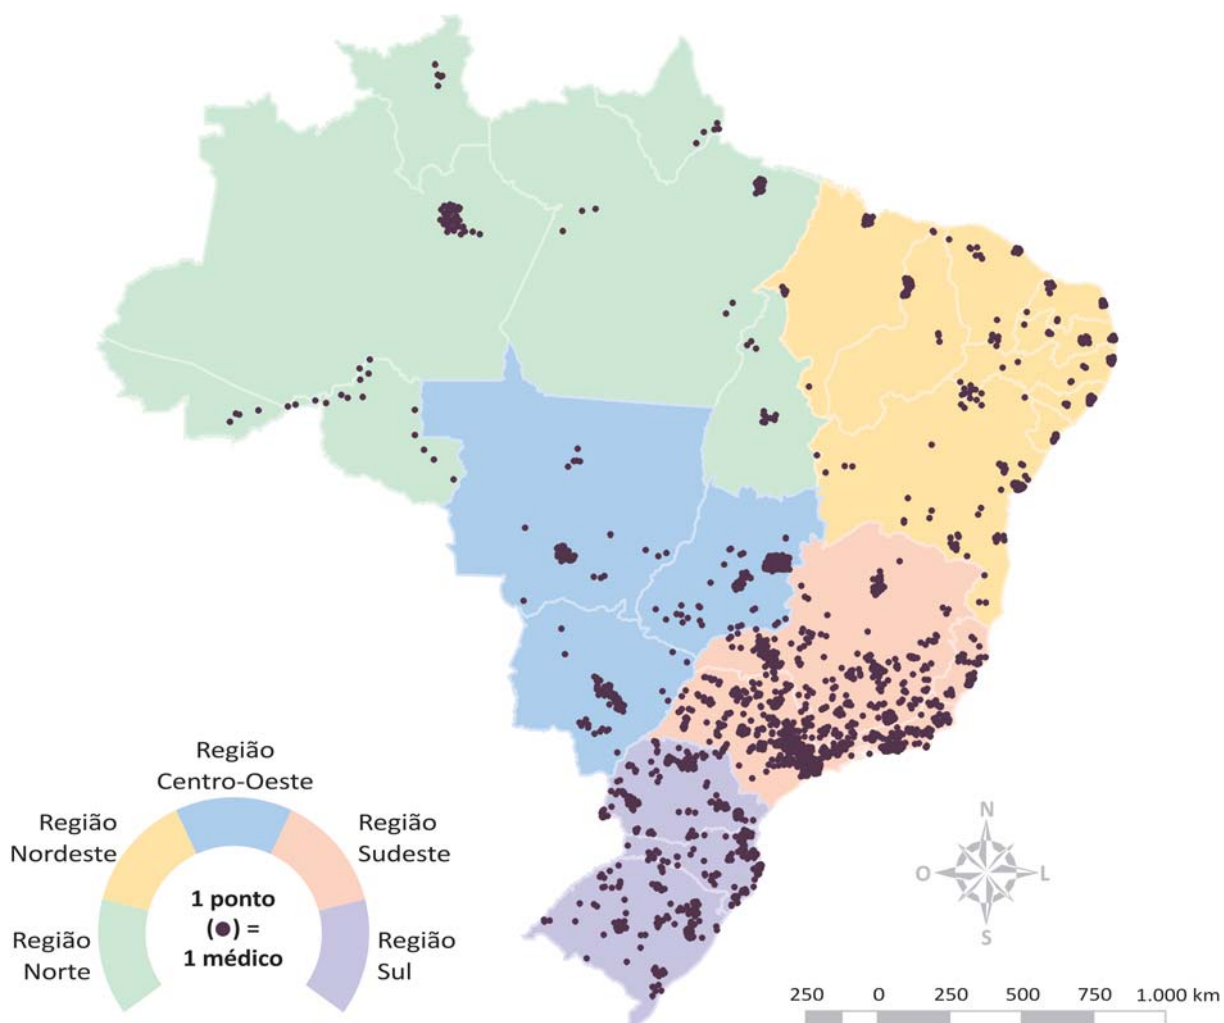 Região
Centro-Oeste
Região
Nordeste
Região
Sudeste
1 ponto
(●) =
1 médico
Região
Norte
Região
Sul
N
O
L
S
250 0 250 500 750 1.000 km